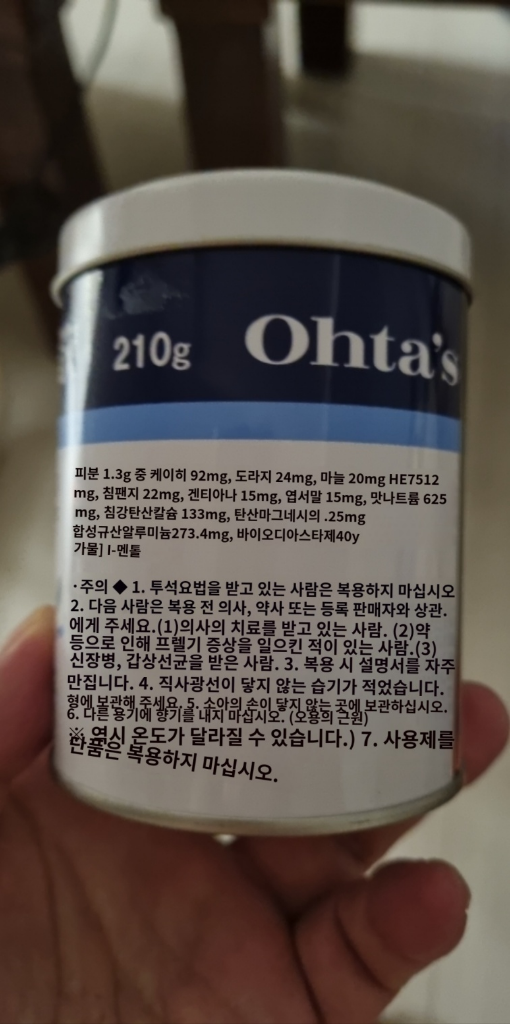 210g
Ohta's
피분 1.3g 중 케이히 92mg, 도라지 24mg, 마늘 20mg HE7512
mg, 침팬지 22mg, 겐티아나 15mg, 엽서말 15mg, 맛나트륨 625
mg, 침강탄산칼슘 133mg, 탄산마그네시의 .25mg
합성규산알루미늄273.4mg, 바이오디아스타제40y
가물] I-멘톨
·주의 ◆ 1. 투석요법을 받고 있는 사람은 복용하지 마십시오
2. 다음 사람은 복용 전 의사, 약사 또는 등록 판매자와 상관.
에게 주세요.(1)의사의 치료를 받고 있는 사람. (2)약
등으로 인해 프렐기 증상을 일으킨 적이 있는 사람.(3)
신장병, 갑상선균을 받은 사람. 3. 복용 시 설명서를 자주
만집니다. 4. 직사광선이 닿지 않는 습기가 적었습니다.
형에 보관해 주세요. 5. 소아의 손이 닿지 않는 곳에 보관하십시오.
6. 다른 용기에 향기를 내지 마십시오. (오용의 근원)
※ 역시 온도가 달라질 수 있습니다.) 7. 사용제를
반품은 복용하지 마십시오.